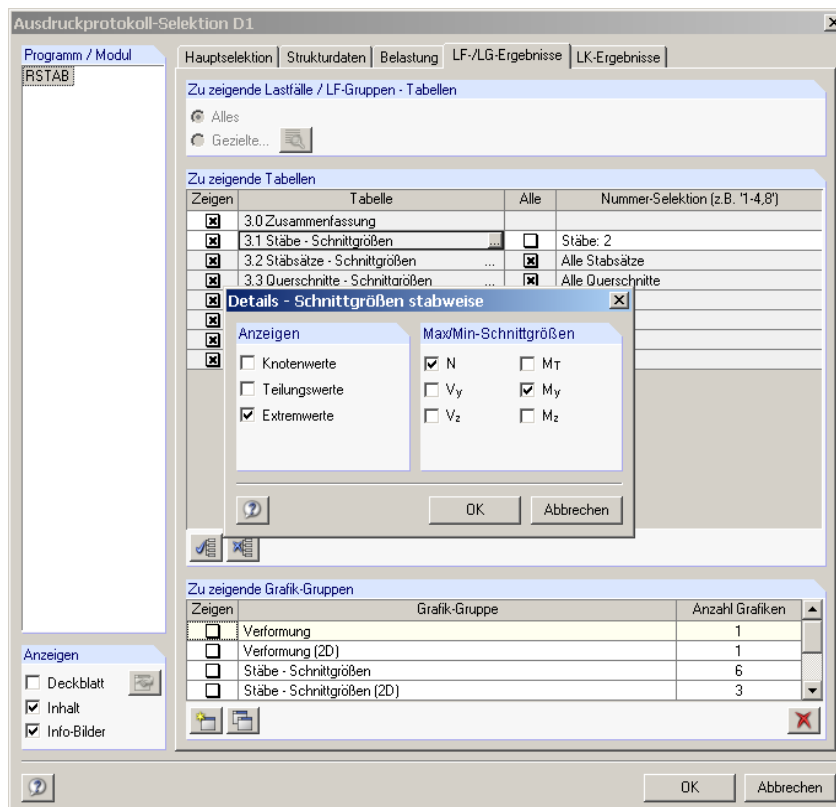 Ausdruckprotokoll-Selektion D1
Programm / Modul
RSTAB
Hauptselektion Strukturdaten Belastung LF-/LG-Ergebnisse LK-Ergebnisse
Zu zeigende Lastfälle / LF-Gruppen - Tabellen
Alles
Gezielte...
Zu zeigende Tabellen
Zeigen Tabelle Alle Nummer-Selektion (z.B. '1-4,8')
3.0 Zusammenfassung
3.1 Stäbe - Schnittgrößen ... Stäbe: 2
3.2 Stabsätze - Schnittgrößen ... Alle Stabsätze
3.3 Querschnitte - Schnittgrößen ... Alle Querschnitte
Details - Schnittgrößen stabweise
Anzeigen
Knotenwerte
Teilungswerte
Extremwerte
Max/Min-Schnittgrößen
N MT
Vy My
Vz Mz
OK Abbrechen
Zu zeigende Grafik-Gruppen
Zeigen Grafik-Gruppe Anzahl Grafiken
Verformung 1
Verformung (2D) 1
Stäbe - Schnittgrößen 6
Stäbe - Schnittgrößen (2D) 3
Anzeigen
Deckblatt
Inhalt
Info-Bilder
OK Abbrechen